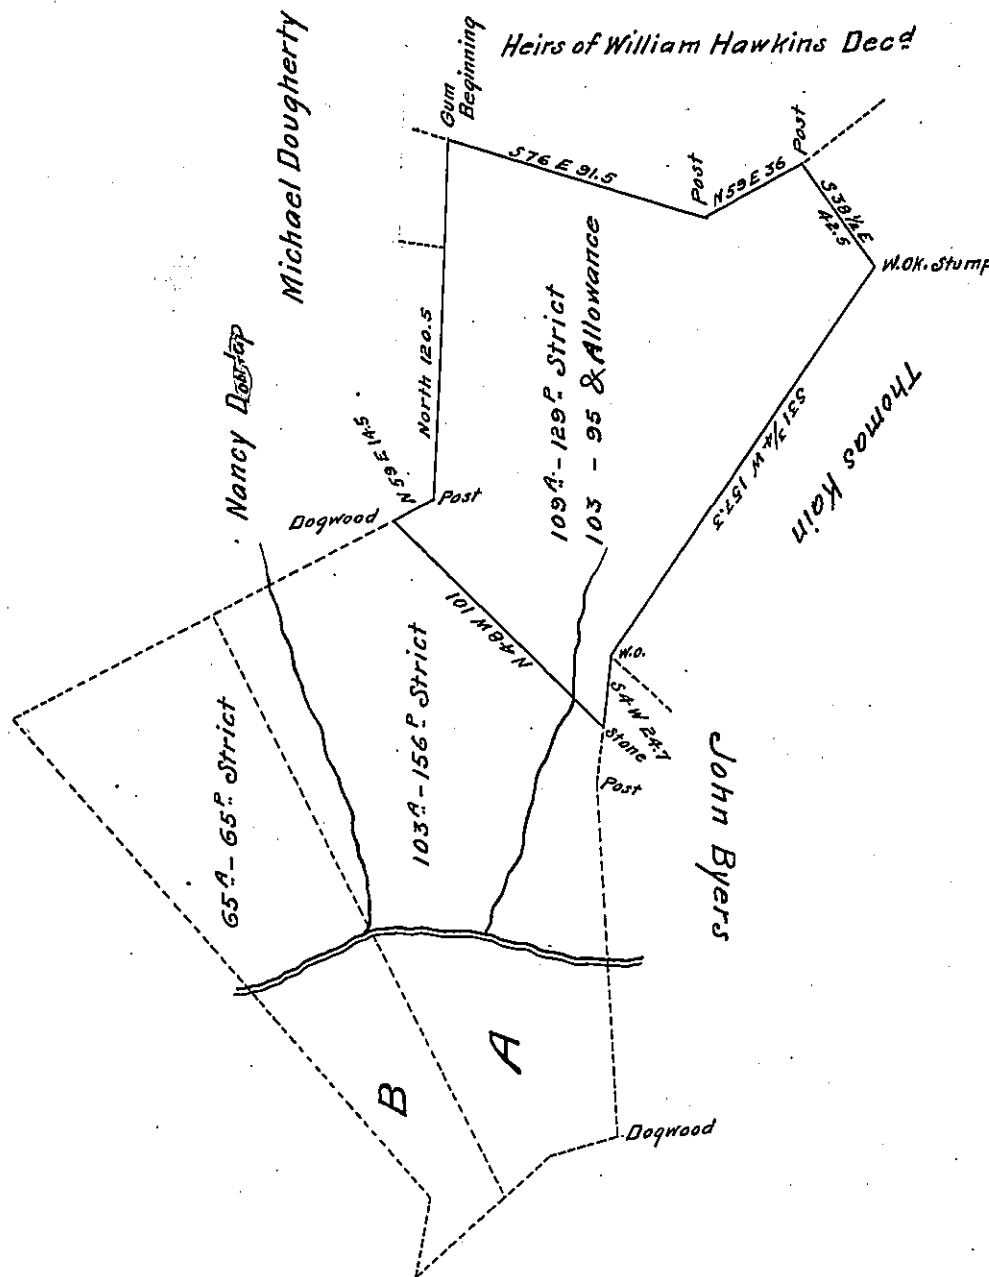 Heirs of William Hawkins Decd
Gum
Beginning
Michael Dougherty
S76 E 91.5
Post
N59E 36
Post
S38½E
42.5
W.Ok. Stump
Nancy
North 120.5
N 59 E 14.5
Post
Dogwood
109A.-129P. Strict
103 - 95 & Allowance
S31¾W 157.3
Thomas Kain
N48W 101
W.O.
S4W 24.7
Stone
Post
103A.-156P. Strict
65A.-65P. Strict
John Byers
A
B
Dogwood